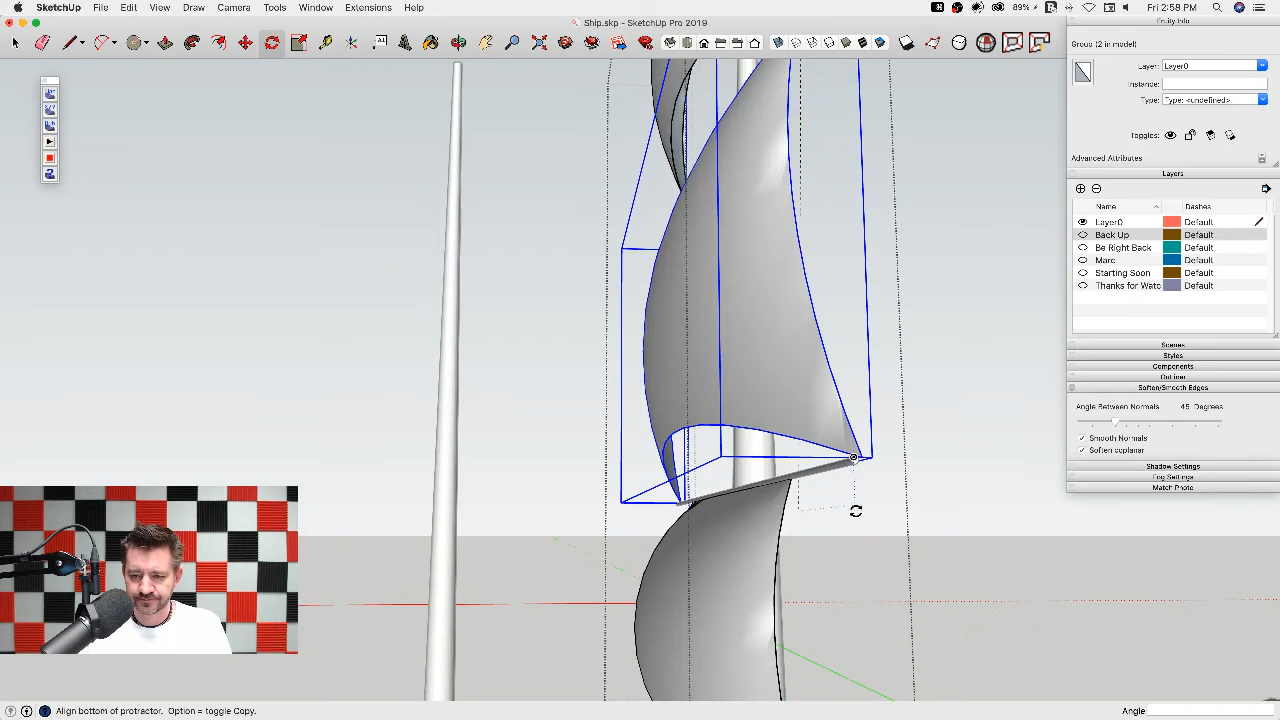 SketchUp File Edit View Camera Draw Tools Window Extensions Help 89% Fri 2:58 PM
Ship.skp - SketchUp Pro 2019
Entity Info
Group (2 in model)
Layer: Layer0
Instance:
Type: Type: <undefined>
Toggles:
Advanced Attributes
Layers
Name Dashes
Layer0 Default
Back Up Default
Be Right Back Default
Marc Default
Starting Soon Default
Thanks for Watc Default
Scenes
Styles
Components
Outliner
Soften/Smooth Edges
Angle Between Normals 45 Degrees
Smooth Normals
Soften coplanar
Shadow Settings
Fog Settings
Match Photo
Align bottom of protractor. Option = toggle Copy.
Angle